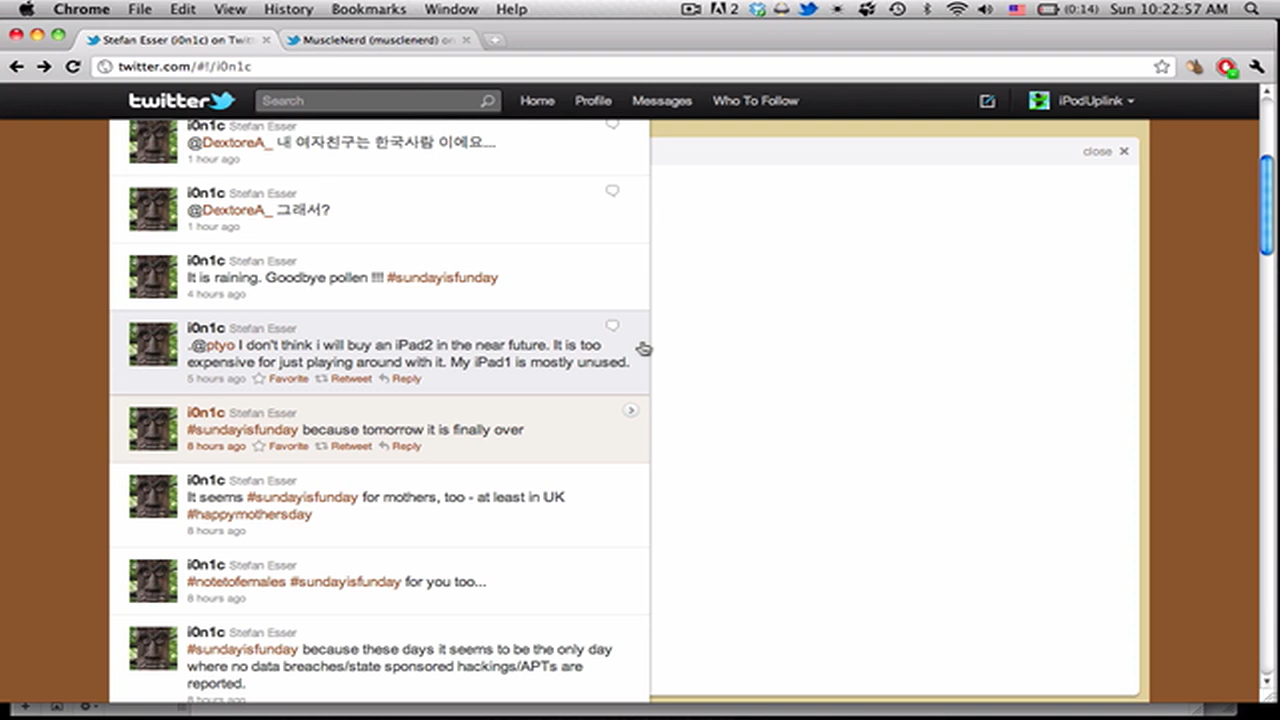 Chrome File Edit View History Bookmarks Window Help 2 (0:14) Sun 10:22:57 AM
Stefan Esser (i0n1c) on Twit MuscleNerd (musclenerd) on
twitter.com/#!/i0n1c
twitter Search Home Profile Messages Who To Follow iPodUplink
close
i0n1c Stefan Esser
@DextoreA_ 내 여자친구는 한국사람 이에요....
1 hour ago
i0n1c Stefan Esser
@DextoreA_ 그래서?
1 hour ago
i0n1c Stefan Esser
It is raining. Goodbye pollen !!!! #sundayisfunday
4 hours ago
i0n1c Stefan Esser
.@ptyo I don't think i will buy an iPad2 in the near future. It is too
expensive for just playing around with it. My iPad1 is mostly unused.
5 hours ago Favorite Retweet Reply
i0n1c Stefan Esser
#sundayisfunday because tomorrow it is finally over
8 hours ago Favorite Retweet Reply
i0n1c Stefan Esser
It seems #sundayisfunday for mothers, too - at least in UK
#happymothersday
8 hours ago
i0n1c Stefan Esser
#notetofemales #sundayisfunday for you too...
8 hours ago
i0n1c Stefan Esser
#sundayisfunday because these days it seems to be the only day
where no data breaches/state sponsored hackings/APTs are
reported.
8 hours ago